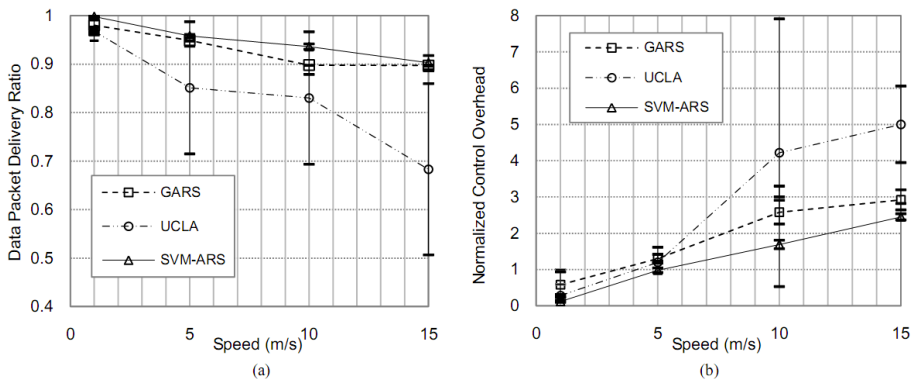 Data Packet Delivery Ratio
1
0.9
0.8
0.7
0.6
0.5
0.4
GARS
UCLA
SVM-ARS
0 5 10 15
Speed (m/s)
(a)
Normalized Control Overhead
8
7
6
5
4
3
2
1
0
GARS
UCLA
SVM-ARS
0 5 10 15
Speed (m/s)
(b)